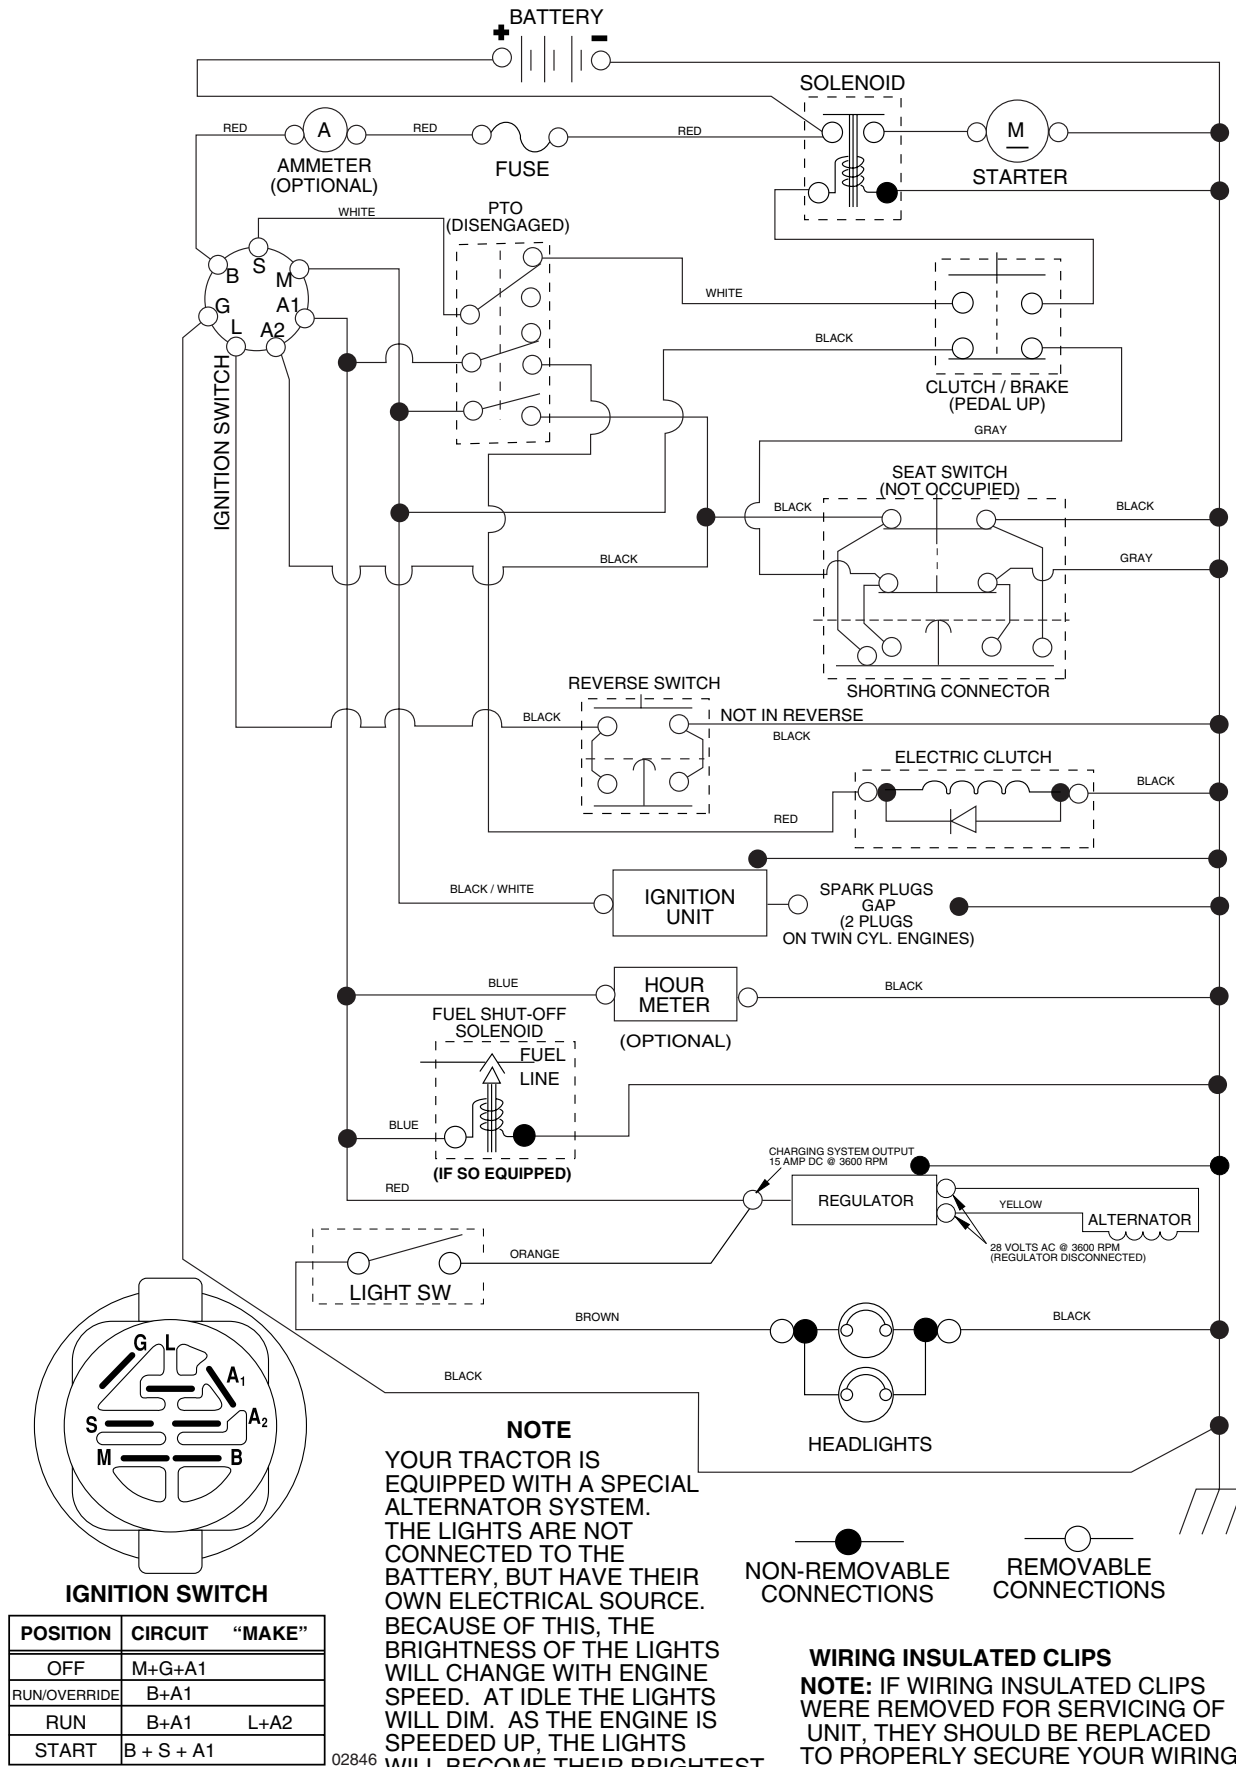 BATTERY
+ −
SOLENOID
RED
A
RED
RED
M
AMMETER
(OPTIONAL)
FUSE
STARTER
WHITE
PTO
(DISENGAGED)
B
S
M
G
A1
L
A2
IGNITION SWITCH
WHITE
BLACK
CLUTCH / BRAKE
(PEDAL UP)
GRAY
SEAT SWITCH
(NOT OCCUPIED)
BLACK
BLACK
BLACK
GRAY
SHORTING CONNECTOR
REVERSE SWITCH
BLACK
NOT IN REVERSE
BLACK
ELECTRIC CLUTCH
BLACK
RED
BLACK / WHITE
IGNITION
UNIT
SPARK PLUGS
GAP
(2 PLUGS
ON TWIN CYL. ENGINES)
BLUE
HOUR
METER
BLACK
(OPTIONAL)
FUEL SHUT-OFF
SOLENOID
FUEL
LINE
BLUE
(IF SO EQUIPPED)
CHARGING SYSTEM OUTPUT
15 AMP DC @ 3600 RPM
RED
REGULATOR
YELLOW
ALTERNATOR
28 VOLTS AC @ 3600 RPM
(REGULATOR DISCONNECTED)
ORANGE
LIGHT SW
BROWN
BLACK
BLACK
HEADLIGHTS
G L
A1
S
A2
M
B
IGNITION SWITCH
POSITION CIRCUIT “MAKE”
OFF M+G+A1
RUN/OVERRIDE B+A1
RUN B+A1 L+A2
START B + S + A1
02846
NOTE
YOUR TRACTOR IS
EQUIPPED WITH A SPECIAL
ALTERNATOR SYSTEM.
THE LIGHTS ARE NOT
CONNECTED TO THE
BATTERY, BUT HAVE THEIR
OWN ELECTRICAL SOURCE.
BECAUSE OF THIS, THE
BRIGHTNESS OF THE LIGHTS
WILL CHANGE WITH ENGINE
SPEED. AT IDLE THE LIGHTS
WILL DIM. AS THE ENGINE IS
SPEEDED UP, THE LIGHTS
WILL BECOME THEIR BRIGHTEST
NON-REMOVABLE
CONNECTIONS
REMOVABLE
CONNECTIONS
WIRING INSULATED CLIPS
NOTE: IF WIRING INSULATED CLIPS
WERE REMOVED FOR SERVICING OF
UNIT, THEY SHOULD BE REPLACED
TO PROPERLY SECURE YOUR WIRING